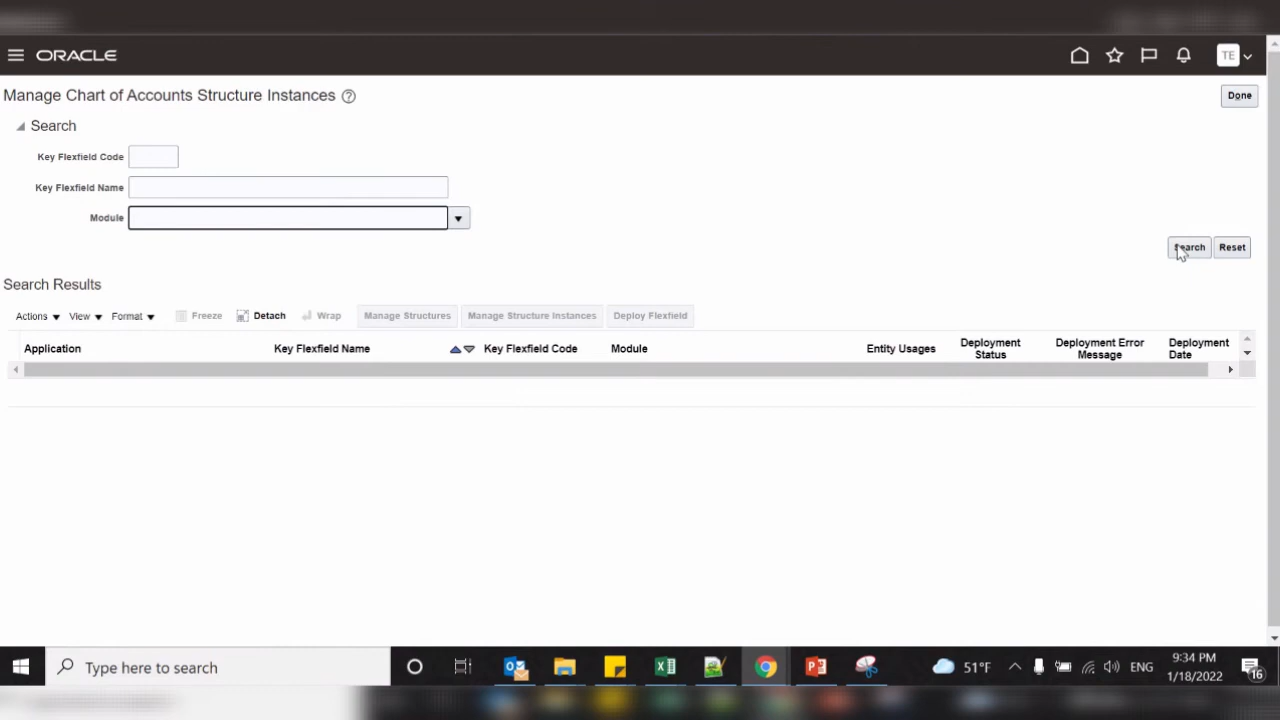 ORACLE
TE
Manage Chart of Accounts Structure Instances
Done
Search
Key Flexfield Code
Key Flexfield Name
Module
Search Reset
Search Results
Actions View Format Freeze Detach Wrap Manage Structures Manage Structure Instances Deploy Flexfield
Application Key Flexfield Name Key Flexfield Code Module Entity Usages Deployment Status Deployment Error Message Deployment Date
Type here to search
51°F ENG
9:34 PM
1/18/2022
16